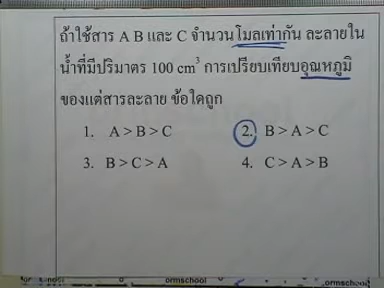 ถ้าใช้สาร A B และ C จำนวนโมลเท่ากัน ละลายใน
น้ำที่มีปริมาตร 100 cm³ การเปรียบเทียบอุณหภูมิ
ของแต่สารละลาย ข้อใดถูก
1. A > B > C
2. B > A > C
3. B > C > A
4. C > A > B
ormschool
ormschool